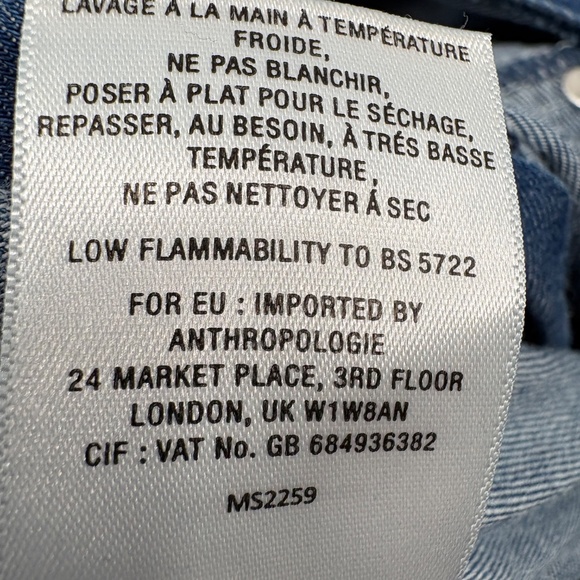 LAVAGE À LA MAIN À TEMPÉRATURE
FROIDE,
NE PAS BLANCHIR,
POSER À PLAT POUR LE SÉCHAGE,
REPASSER, AU BESOIN, À TRÉS BASSE
TEMPÉRATURE,
NE PAS NETTOYER Á SEC
LOW FLAMMABILITY TO BS 5722
FOR EU : IMPORTED BY
ANTHROPOLOGIE
24 MARKET PLACE, 3RD FLOOR
LONDON, UK W1W8AN
CIF : VAT No. GB 684936382
MS2259